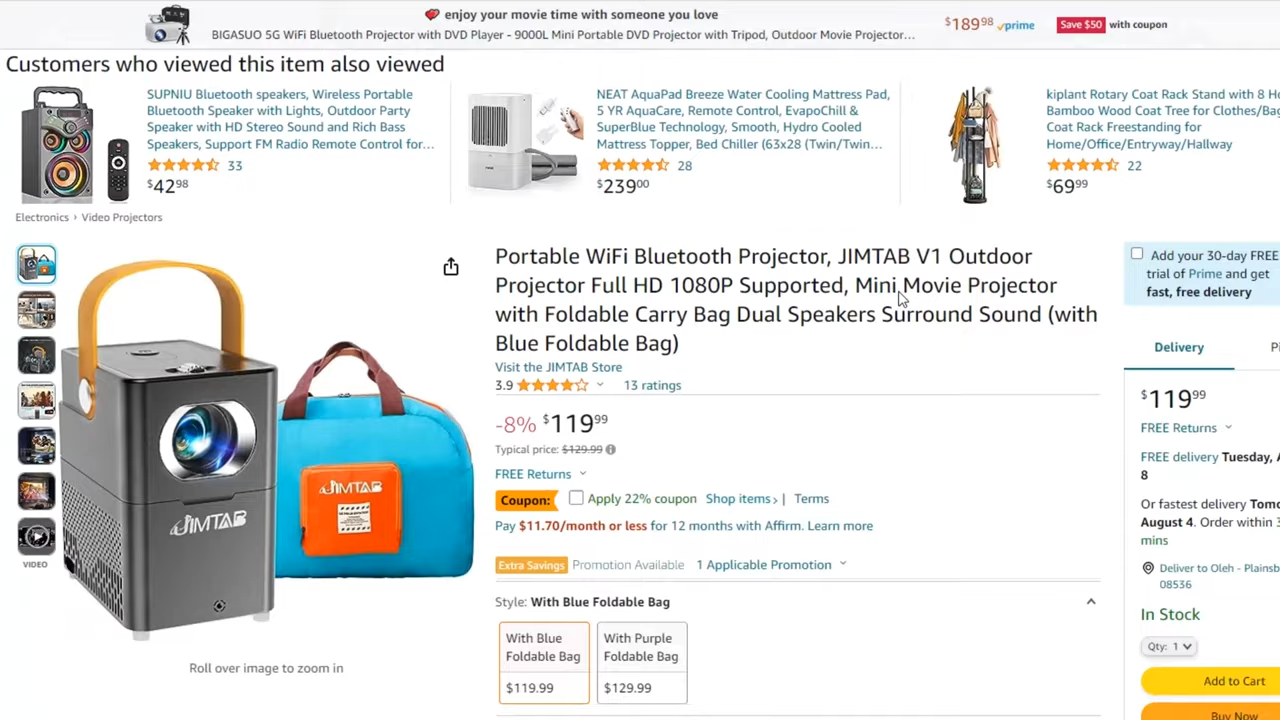 enjoy your movie time with someone you love
BIGASUO 5G WiFi Bluetooth Projector with DVD Player - 9000L Mini Portable DVD Projector with Tripod, Outdoor Movie Projector...
$189.98 prime
Save $50 with coupon
Customers who viewed this item also viewed
SUPNIU Bluetooth speakers, Wireless Portable
Bluetooth Speaker with Lights, Outdoor Party
Speaker with HD Stereo Sound and Rich Bass
Speakers, Support FM Radio Remote Control for...
33
$42.98
NEAT AquaPad Breeze Water Cooling Mattress Pad,
5 YR AquaCare, Remote Control, EvapoChill &
SuperBlue Technology, Smooth, Hydro Cooled
Mattress Topper, Bed Chiller (63x28 (Twin/Twin...
28
$239.00
kiplant Rotary Coat Rack Stand with 8 H
Bamboo Wood Coat Tree for Clothes/Bag
Coat Rack Freestanding for
Home/Office/Entryway/Hallway
22
$69.99
Electronics › Video Projectors
JIMTAB
JIMTAB
VIDEO
Roll over image to zoom in
Portable WiFi Bluetooth Projector, JIMTAB V1 Outdoor
Projector Full HD 1080P Supported, Mini Movie Projector
with Foldable Carry Bag Dual Speakers Surround Sound (with
Blue Foldable Bag)
Visit the JIMTAB Store
3.9 13 ratings
-8% $119.99
Typical price: $129.99
FREE Returns
Coupon: Apply 22% coupon Shop items › | Terms
Pay $11.70/month or less for 12 months with Affirm. Learn more
Extra Savings Promotion Available 1 Applicable Promotion
Style: With Blue Foldable Bag
With Blue
Foldable Bag
$119.99
With Purple
Foldable Bag
$129.99
Add your 30-day FREE
trial of Prime and get
fast, free delivery
Delivery
Pi
$119.99
FREE Returns
FREE delivery Tuesday, A
8
Or fastest delivery Tomo
August 4. Order within 3
mins
Deliver to Oleh - Plainsb
08536
In Stock
Qty: 1
Add to Cart
Buy Now